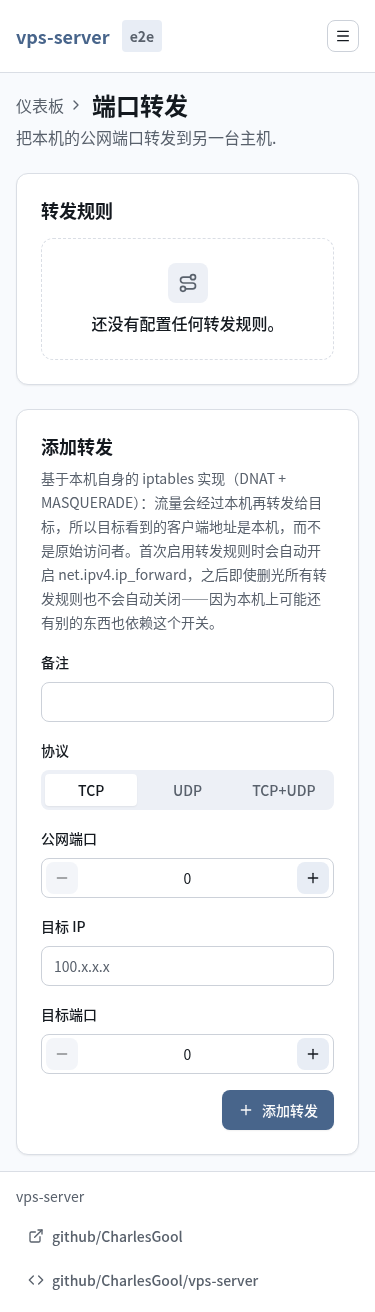 vps-server e2e
仪表板 > 端口转发
把本机的公网端口转发到另一台主机.
转发规则
还没有配置任何转发规则。
添加转发
基于本机自身的 iptables 实现（DNAT +
MASQUERADE）：流量会经过本机再转发给目
标，所以目标看到的客户端地址是本机，而不
是原始访问者。首次启用转发规则时会自动开
启 net.ipv4.ip_forward，之后即使删光所有转
发规则也不会自动关闭——因为本机上可能还
有别的东西也依赖这个开关。
备注
协议
TCP UDP TCP+UDP
公网端口
0
目标 IP
100.x.x.x
目标端口
0
添加转发
vps-server
github/CharlesGool
github/CharlesGool/vps-server